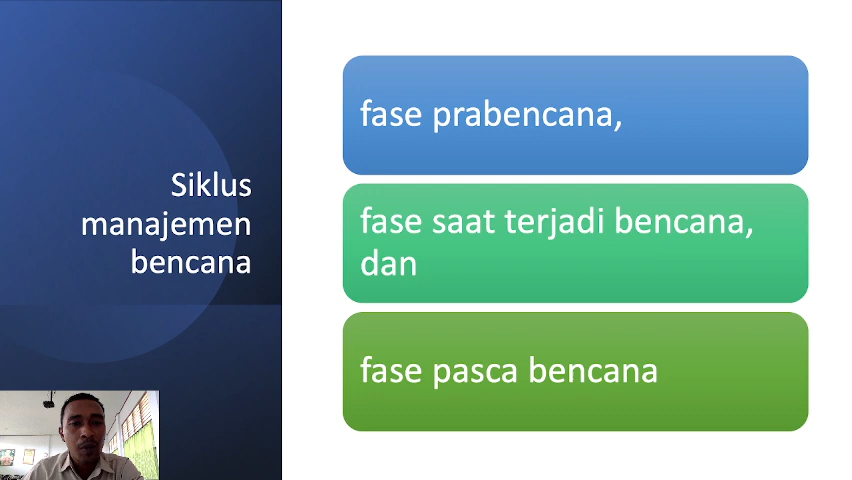 Siklus
manajemen
bencana
fase prabencana,
fase saat terjadi bencana,
dan
fase pasca bencana